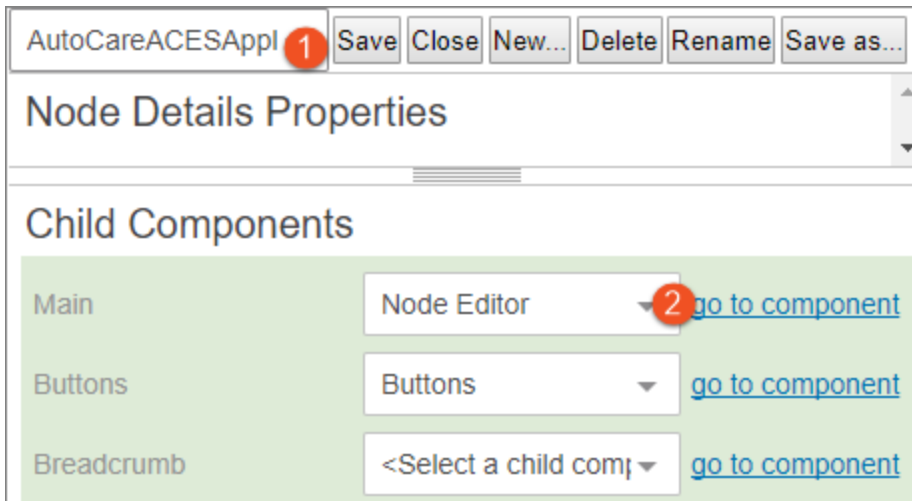 AutoCareACESAppl 1 Save Close New... Delete Rename Save as...
Node Details Properties
Child Components
Main Node Editor 2 go to component
Buttons Buttons go to component
Breadcrumb <Select a child comp go to component